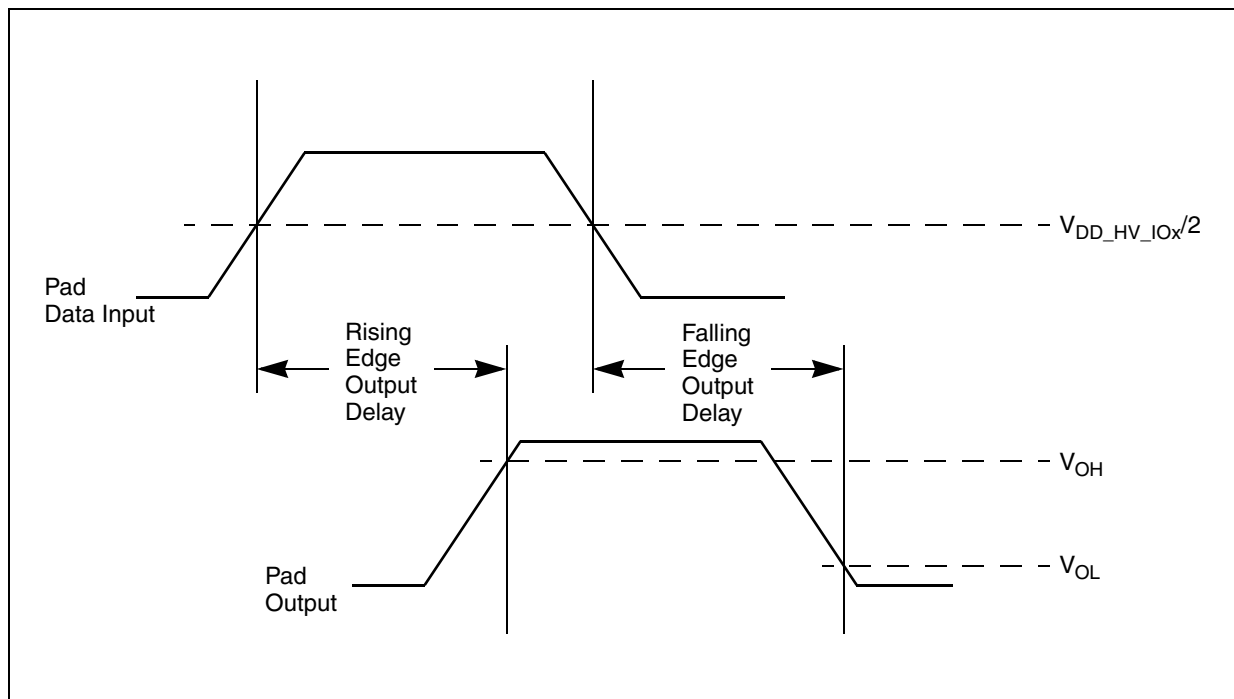 V_DD_HV_IOx/2
Pad
Data Input
Rising
Edge
Output
Delay
Falling
Edge
Output
Delay
V_OH
V_OL
Pad
Output